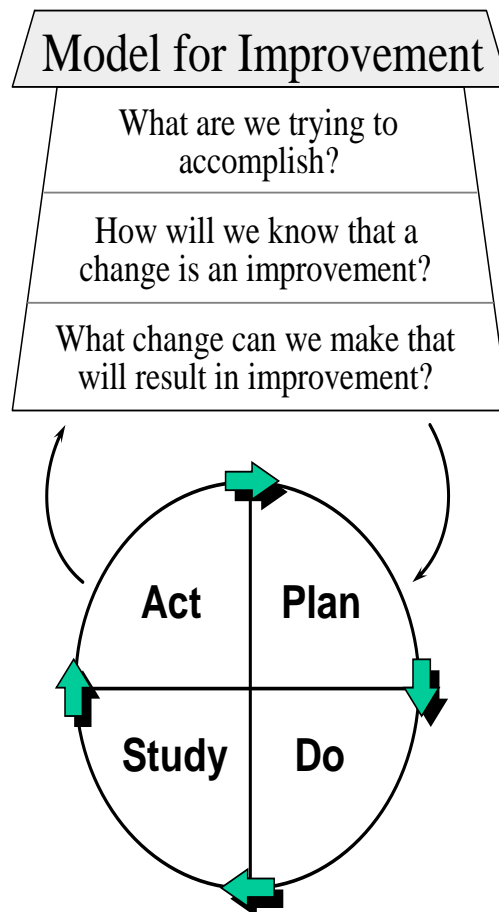 Model for Improvement
What are we trying to
accomplish?
How will we know that a
change is an improvement?
What change can we make that
will result in improvement?
Act Plan
Study Do